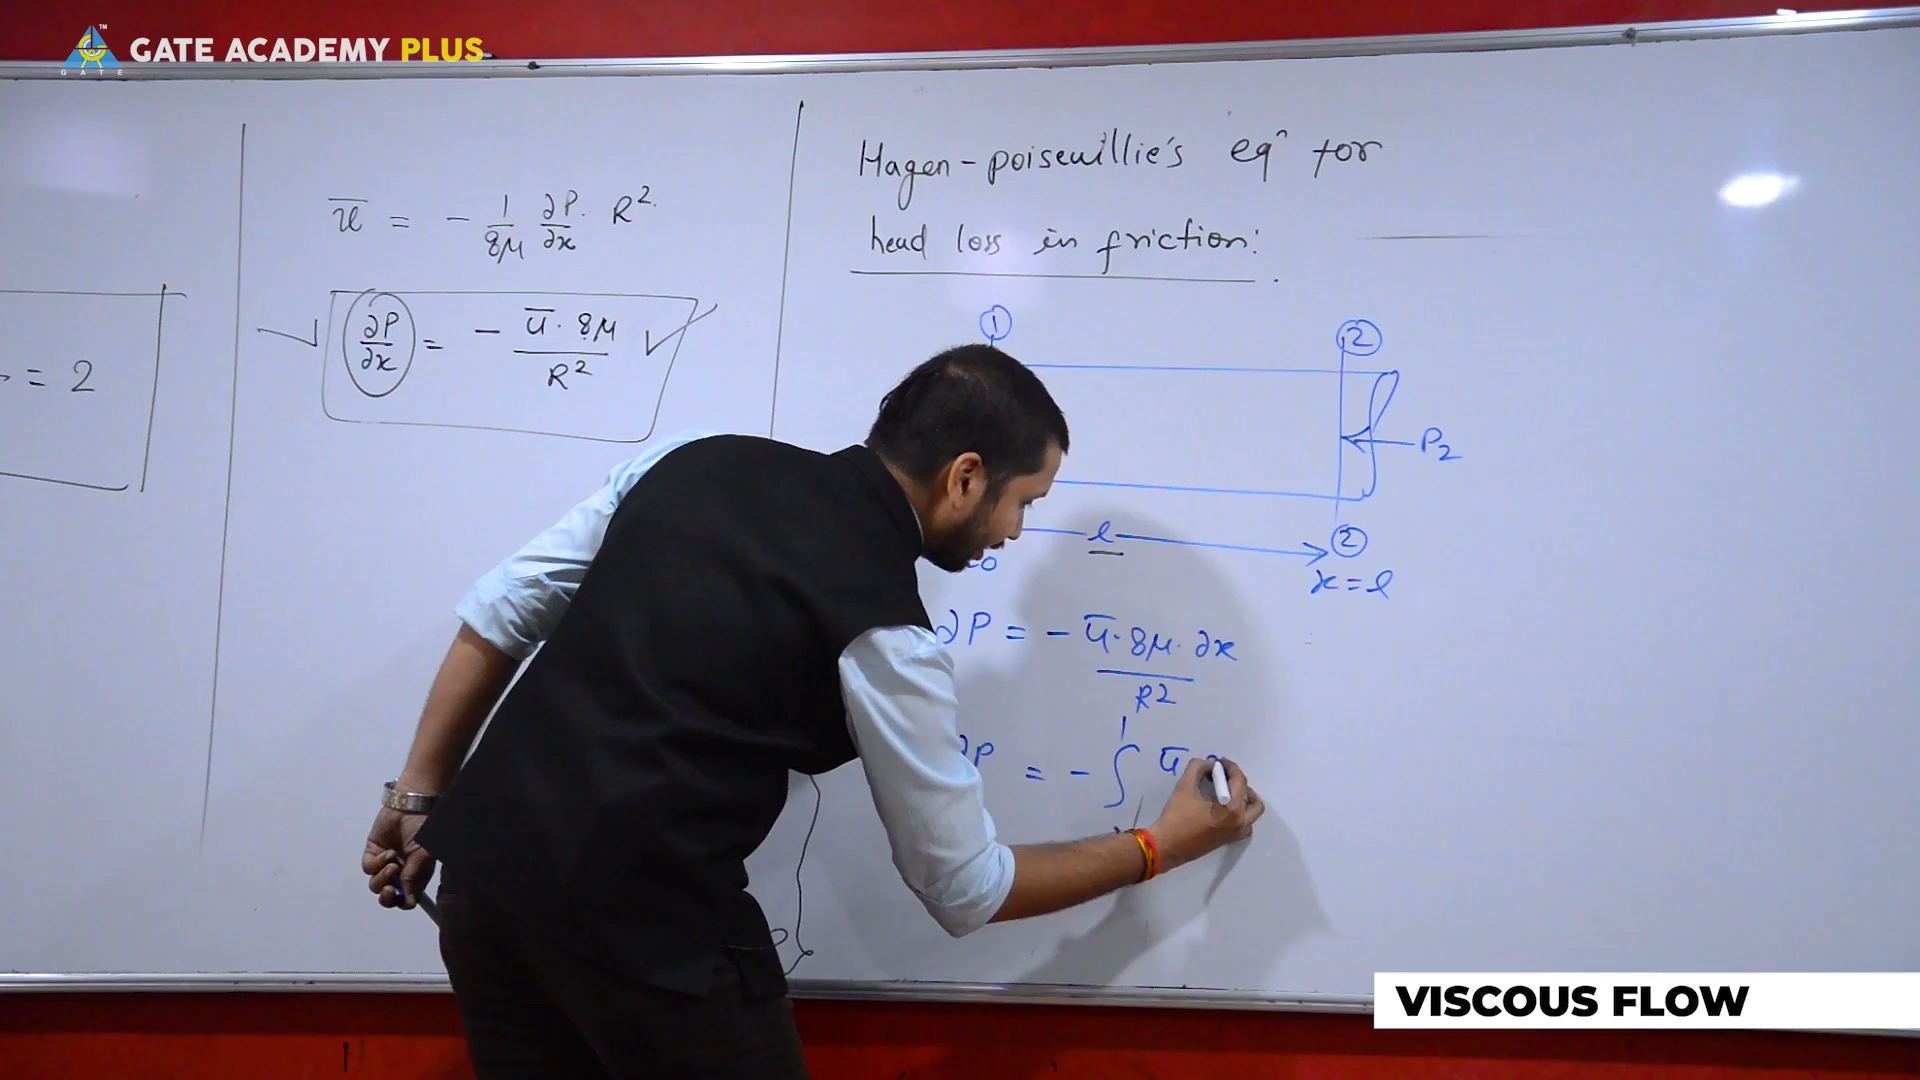 GATE ACADEMY PLUS
GATE
= 2
ū = - 1/8μ ∂P/∂x R²
∂P/∂x = - ū · 8μ / R²
Hagen-poiseuillie's eqⁿ for
head loss in friction:
1
2
P2
l
2
x = l
∂P = - ū · 8μ · ∂x / R²
∂P = - ∫ ū
VISCOUS FLOW